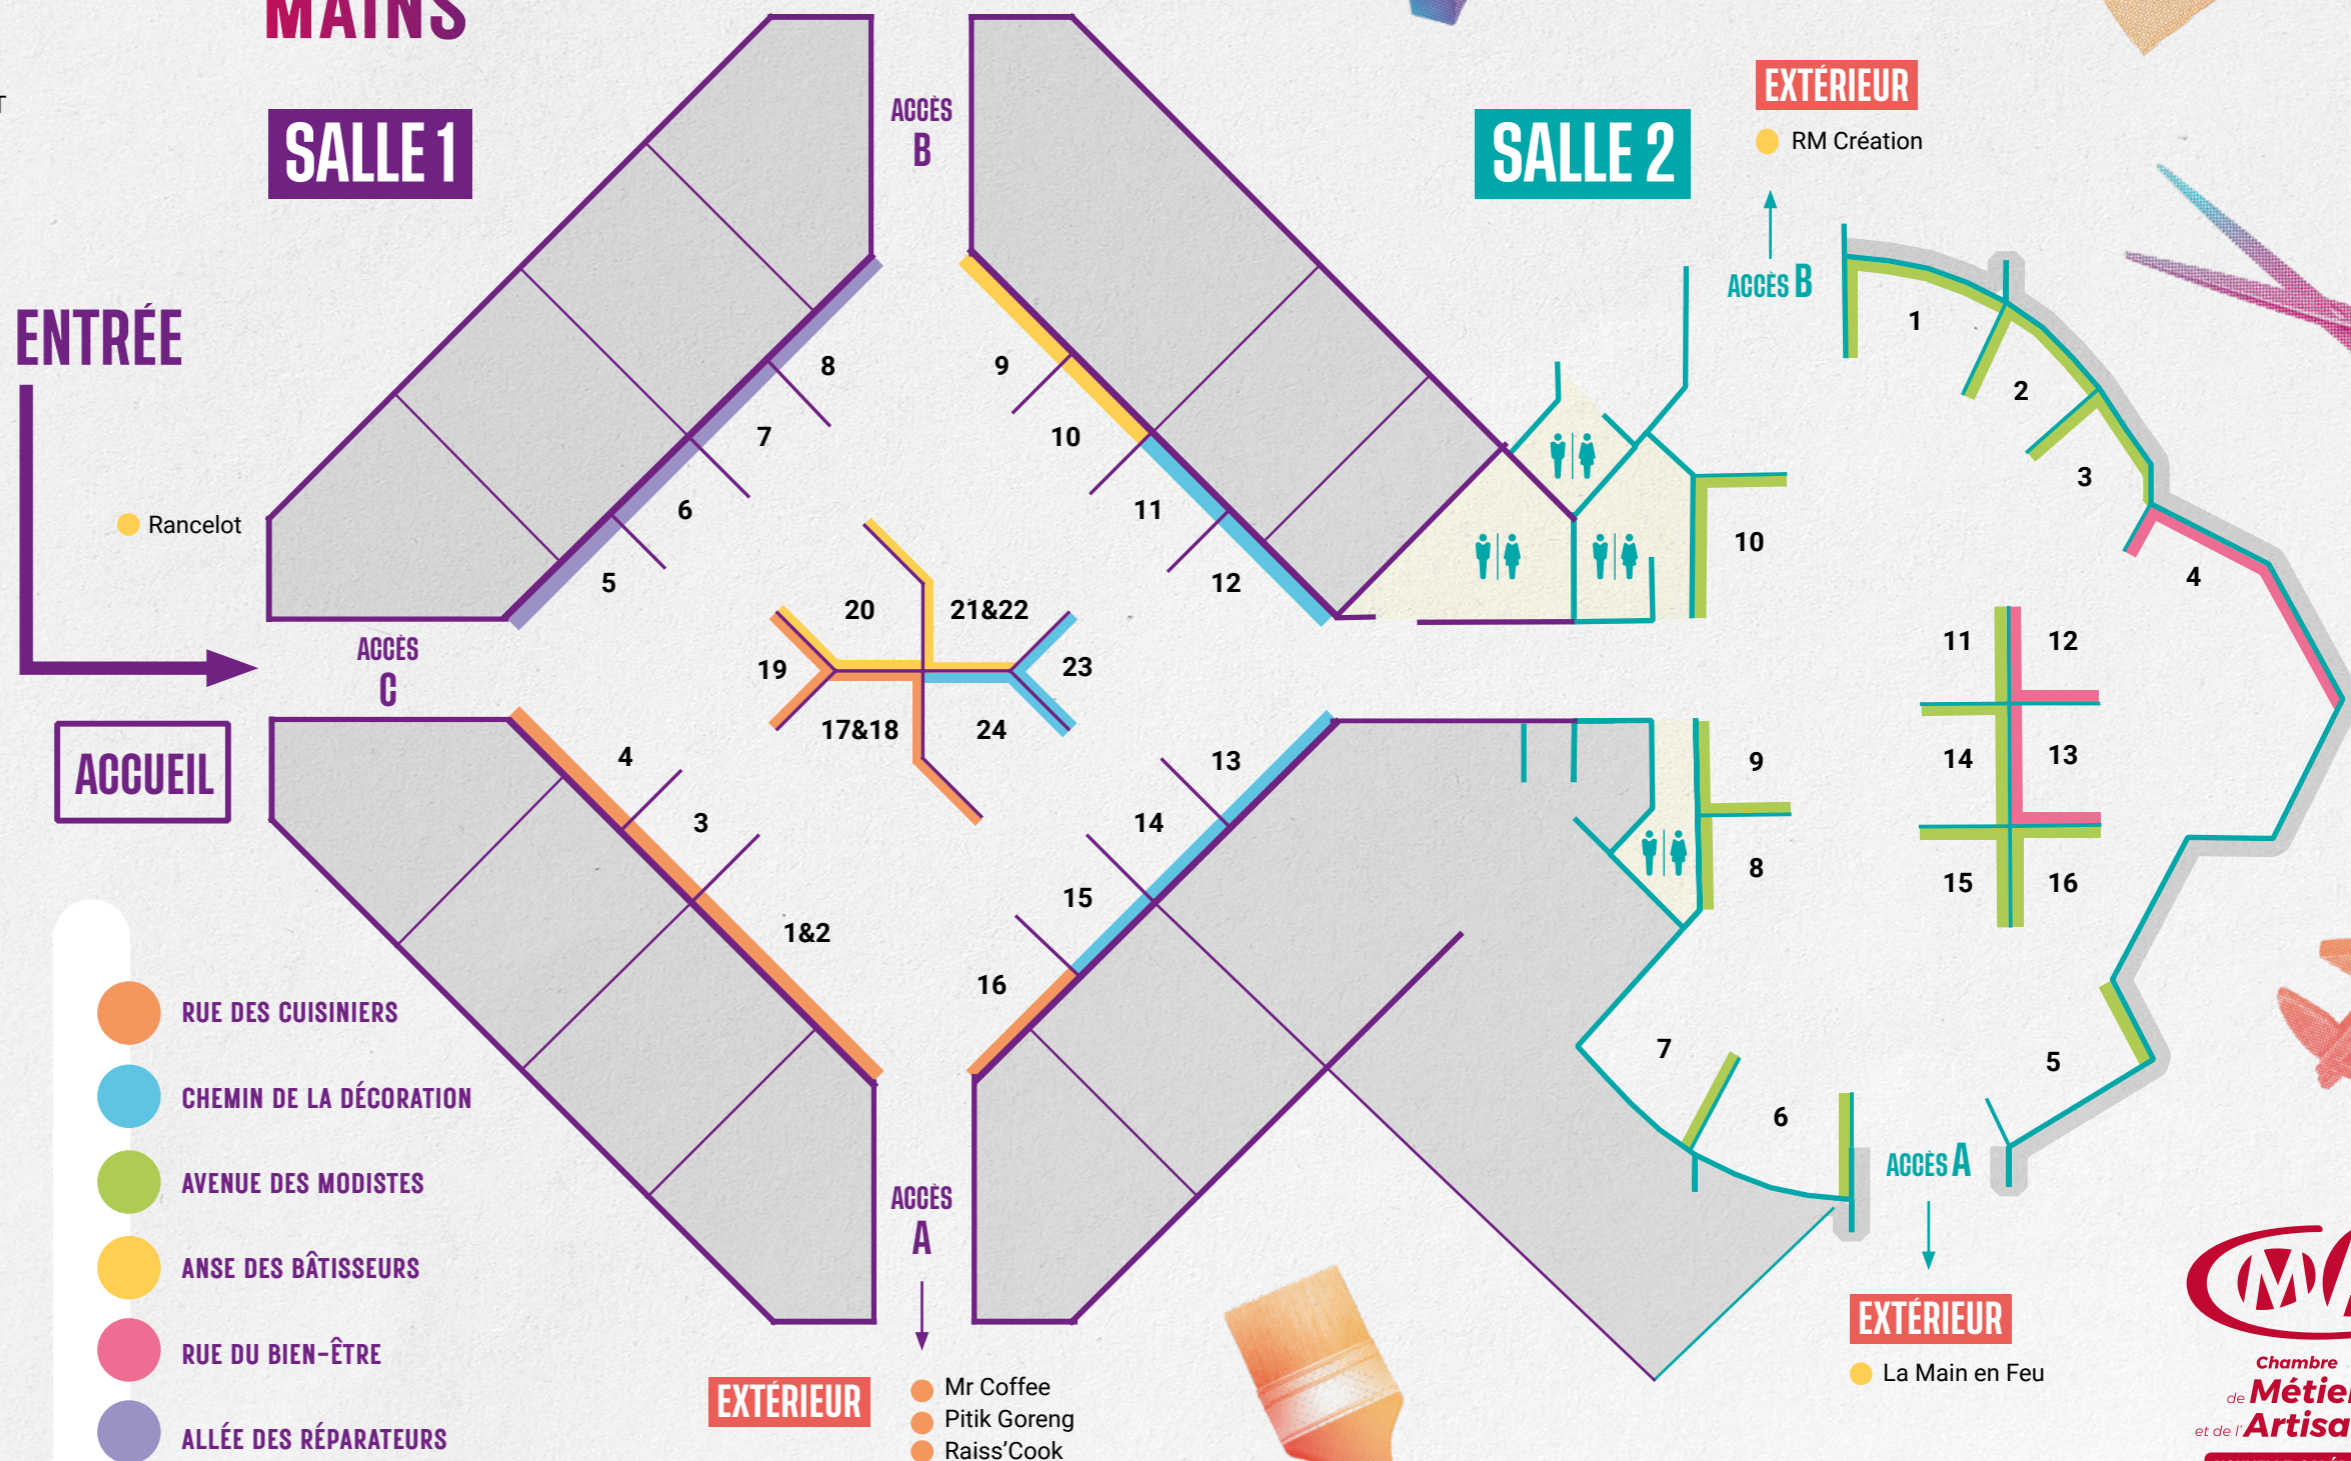 MAINS
SALLE 1
ENTRÉE
Rancelot
ACCÈS
C
ACCUEIL
ACCÈS
B
8
7
6
5
9
10
11
12
20
21&22
19
23
17&18
24
4
3
1&2
13
14
15
16
ACCÈS
A
EXTÉRIEUR
Mr Coffee
Pitik Goreng
Raiss'Cook
SALLE 2
EXTÉRIEUR
RM Création
ACCÈS B
1
2
3
4
10
11
12
14
13
15
16
9
8
7
6
5
ACCÈS A
EXTÉRIEUR
La Main en Feu
RUE DES CUISINIERS
CHEMIN DE LA DÉCORATION
AVENUE DES MODISTES
ANSE DES BÂTISSEURS
RUE DU BIEN-ÊTRE
ALLÉE DES RÉPARATEURS
Chambre
de Métie
et de l'Artisa